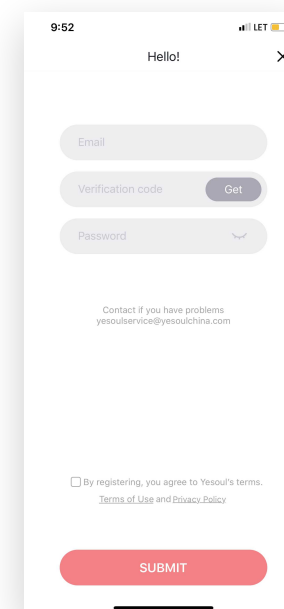 9:52
LET
Hello!
Email
Verification code
Get
Password
Contact if you have problems
yesoulservice@yesoulchina.com
By registering, you agree to Yesoul's terms.
Terms of Use and Privacy Policy
SUBMIT